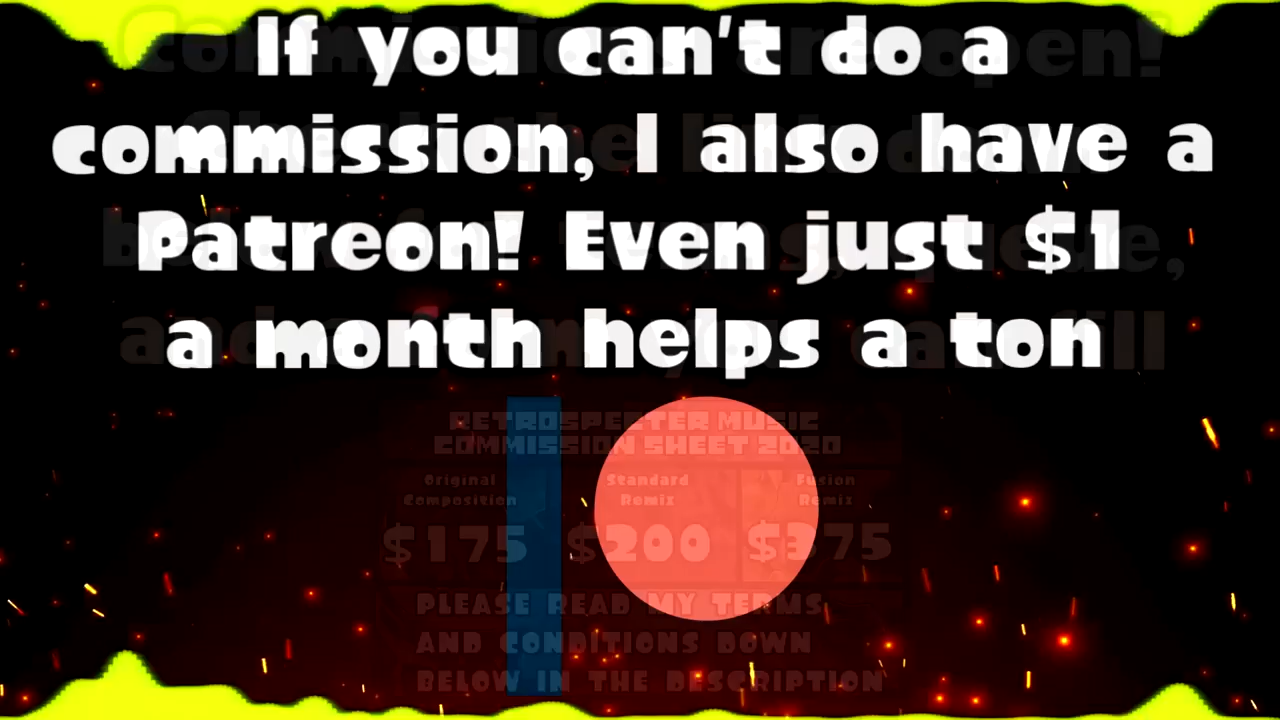 If you can't do a
commission, I also have a
Patreon! Even just $1
a month helps a ton
RETROSPECTER MUSIC
COMMISSION SHEET 2020
Original Composition
Standard Remix
Fusion Remix
$175 $200 $375
PLEASE READ MY TERMS
AND CONDITIONS DOWN
BELOW IN THE DESCRIPTION